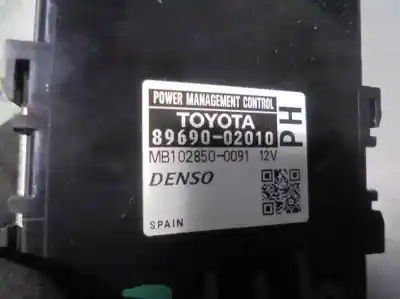 POWER MANAGEMENT CONTROL
TOYOTA
89690-02010
PH
MB102850-0091 12V
DENSO
SPAIN